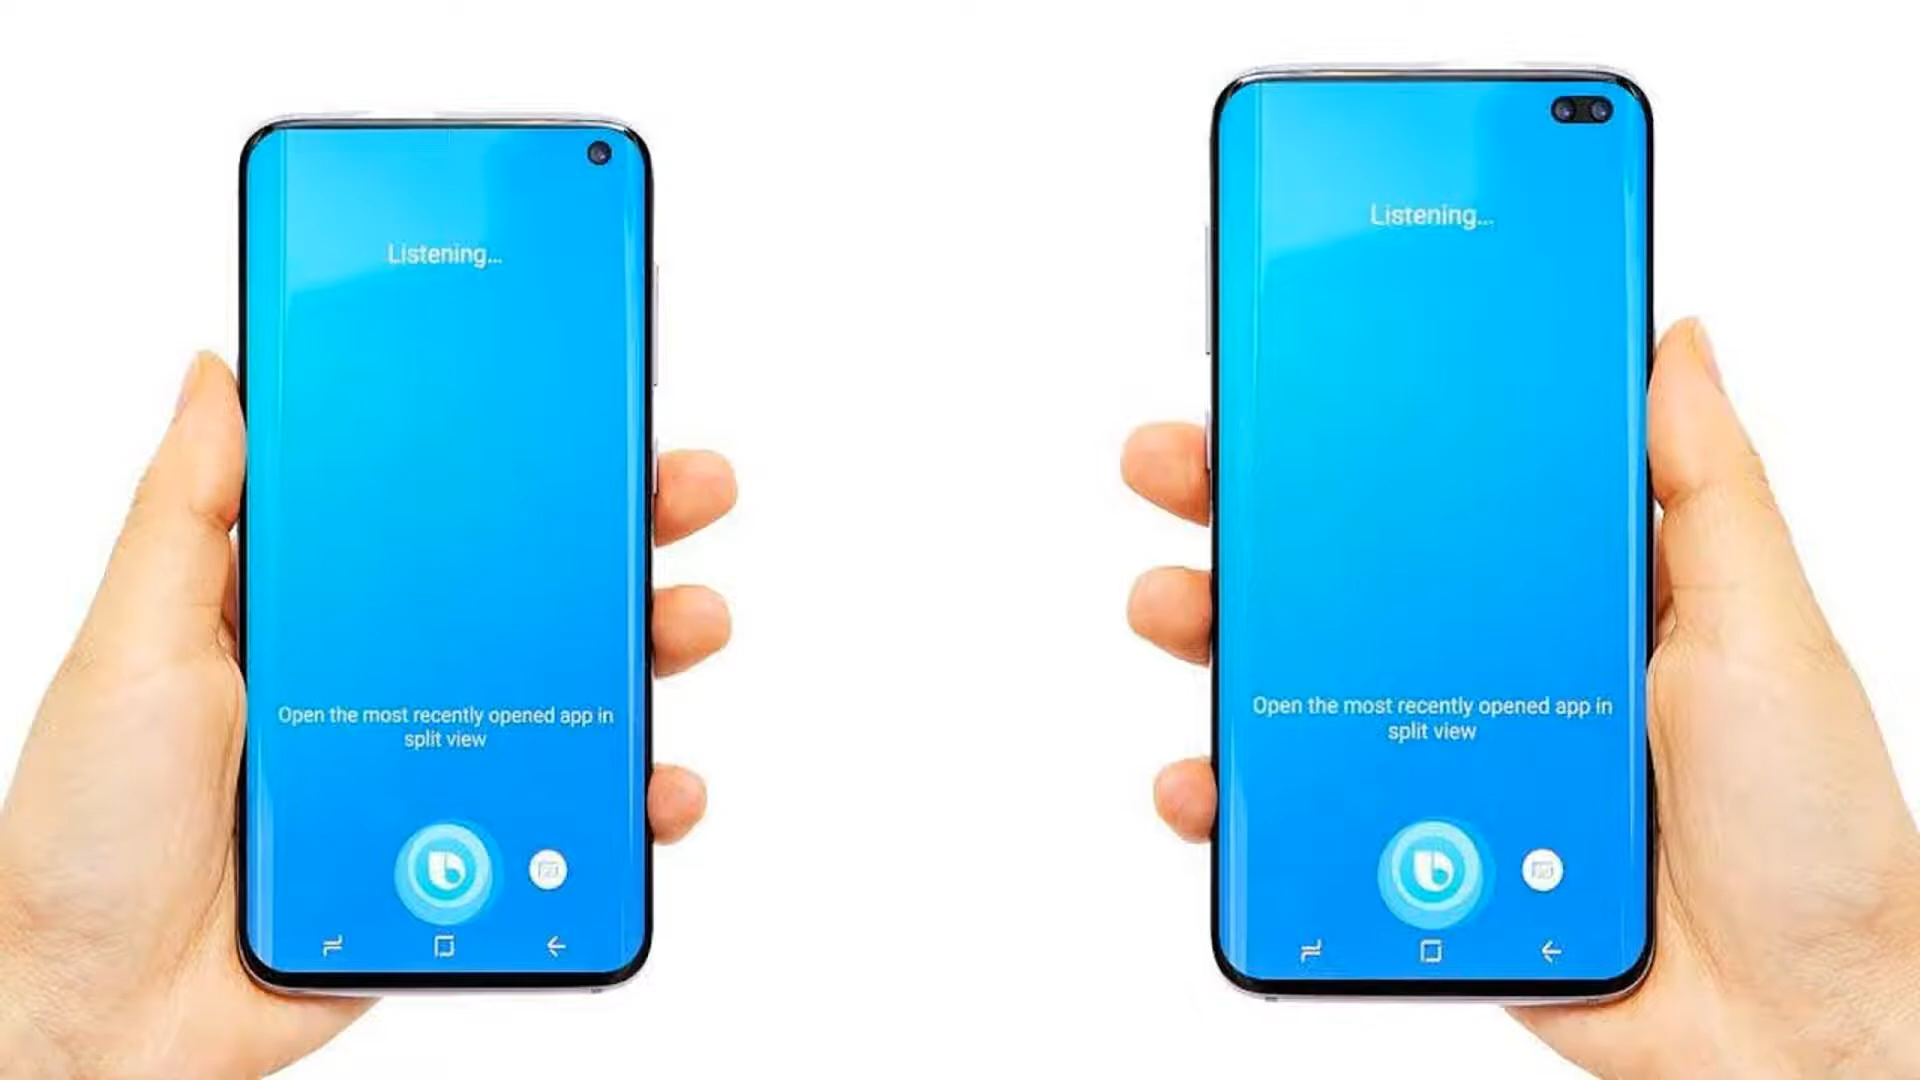 Listening...
Open the most recently opened app in
split view
Listening...
Open the most recently opened app in
split view